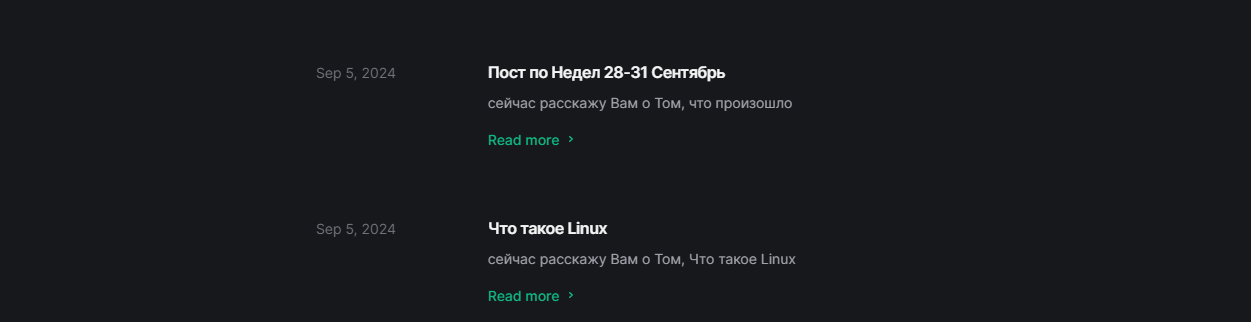 Sep 5, 2024
Пост по Недел 28-31 Сентябрь
сейчас расскажу Вам о Том, что произошло
Read more
Sep 5, 2024
Что такое Linux
сейчас расскажу Вам о Том, Что такое Linux
Read more